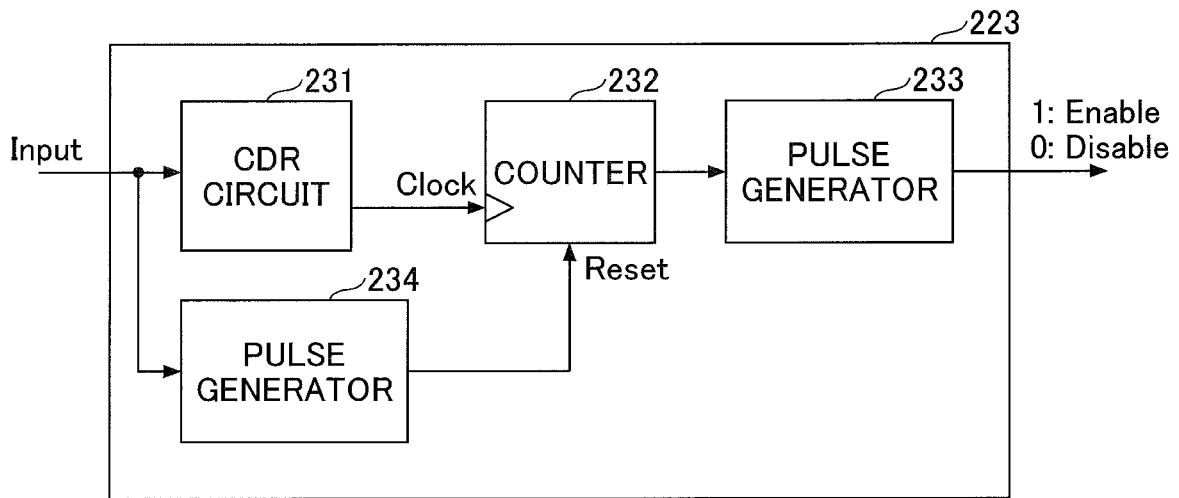 223
231
232
233
1: Enable
0: Disable
Input
CDR
CIRCUIT
Clock
COUNTER
PULSE
GENERATOR
Reset
234
PULSE
GENERATOR